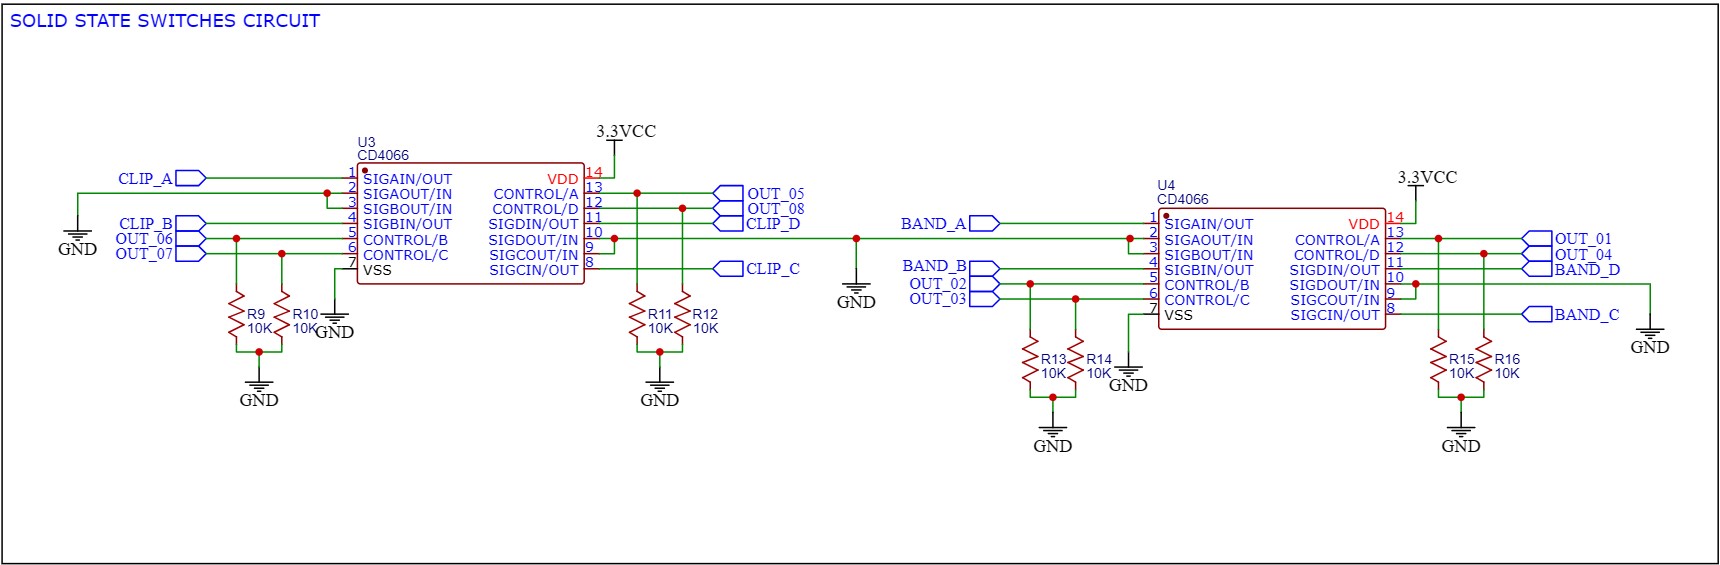 SOLID STATE SWITCHES CIRCUIT
3.3VCC
U3
CD4066
CLIP_A
1
SIGAIN/OUT
VDD
14
2
SIGAOUT/IN
CONTROL/A
13
OUT_05
3
SIGBOUT/IN
CONTROL/D
12
OUT_08
CLIP_B
4
SIGBIN/OUT
SIGDIN/OUT
11
CLIP_D
OUT_06
5
CONTROL/B
SIGDOUT/IN
10
OUT_07
6
CONTROL/C
SIGCOUT/IN
9
7
VSS
SIGCIN/OUT
8
CLIP_C
GND
GND
GND
R9
10K
R10
10K
R11
10K
R12
10K
GND
GND
3.3VCC
U4
CD4066
BAND_A
1
SIGAIN/OUT
VDD
14
2
SIGAOUT/IN
CONTROL/A
13
OUT_01
3
SIGBOUT/IN
CONTROL/D
12
OUT_04
BAND_B
4
SIGBIN/OUT
SIGDIN/OUT
11
BAND_D
OUT_02
5
CONTROL/B
SIGDOUT/IN
10
OUT_03
6
CONTROL/C
SIGCOUT/IN
9
7
VSS
SIGCIN/OUT
8
BAND_C
GND
GND
R13
10K
R14
10K
R15
10K
R16
10K
GND
GND